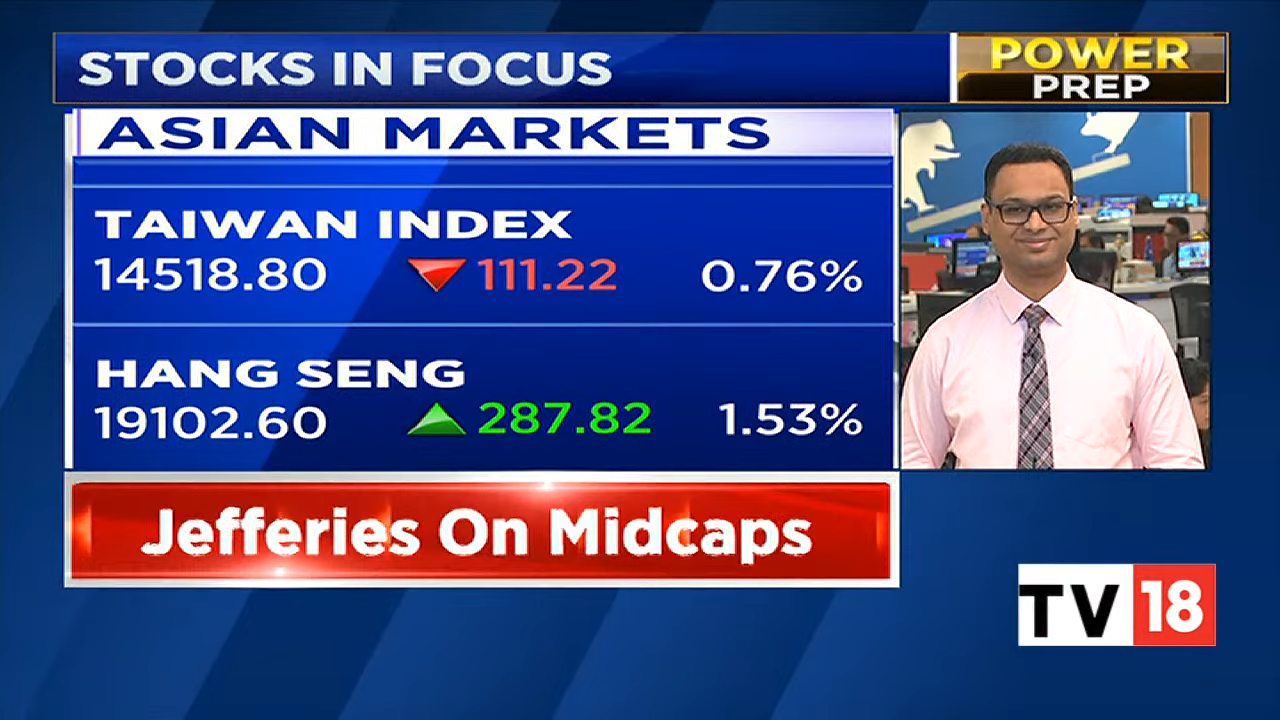 STOCKS IN FOCUS
POWER
PREP
ASIAN MARKETS
TAIWAN INDEX
14518.80 111.22 0.76%
HANG SENG
19102.60 287.82 1.53%
Jefferies On Midcaps
TV18